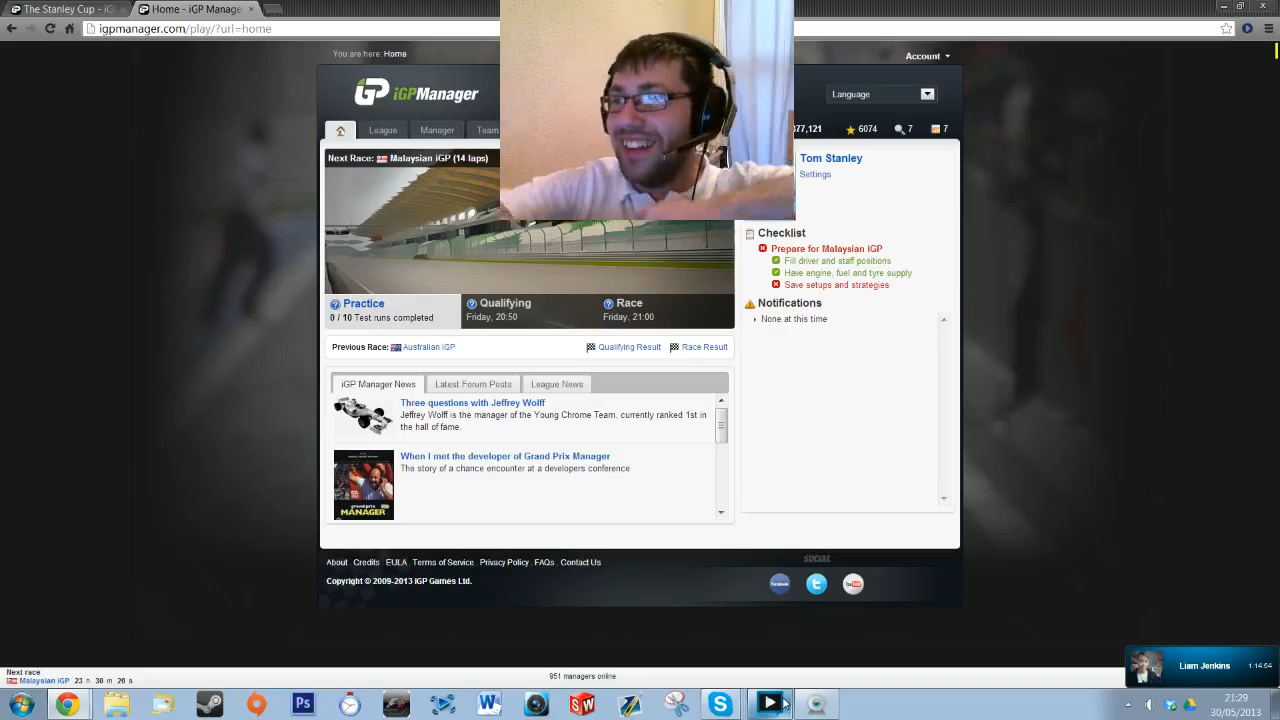 The Stanley Cup - iG
Home - iGP Manage
igpmanager.com/play/?url=home
You are here: Home
Account
iGP iGPManager
Language
League
Manager
Team
77,121
6074
7
7
Next Race: Malaysian iGP (14 laps)
Tom Stanley
Settings
Checklist
Prepare for Malaysian iGP
Fill driver and staff positions
Have engine, fuel and tyre supply
Save setups and strategies
Practice
0 / 10 Test runs completed
Qualifying
Friday, 20:50
Race
Friday, 21:00
Notifications
None at this time
Previous Race: Australian iGP
Qualifying Result
Race Result
iGP Manager News
Latest Forum Posts
League News
Three questions with Jeffrey Wolff
Jeffrey Wolff is the manager of the Young Chrome Team, currently ranked 1st in
the hall of fame.
When I met the developer of Grand Prix Manager
The story of a chance encounter at a developers conference
grand prix
MANAGER
About Credits EULA Terms of Service Privacy Policy FAQs Contact Us
SOCIAL
Copyright © 2009-2013 iGP Games Ltd.
facebook
You Tube
Liam Jenkins
1:14:54
Next race
Malaysian iGP 23 h 30 m 20 s
951 managers online
Ps
W
SW
21:29
30/05/2013